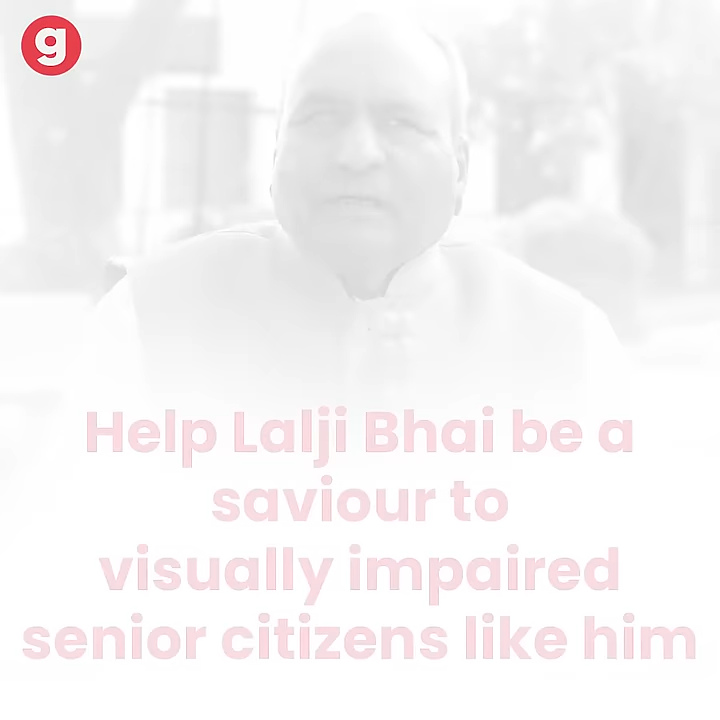 g
Help Lalji Bhai be a
saviour to
visually impaired
senior citizens like him